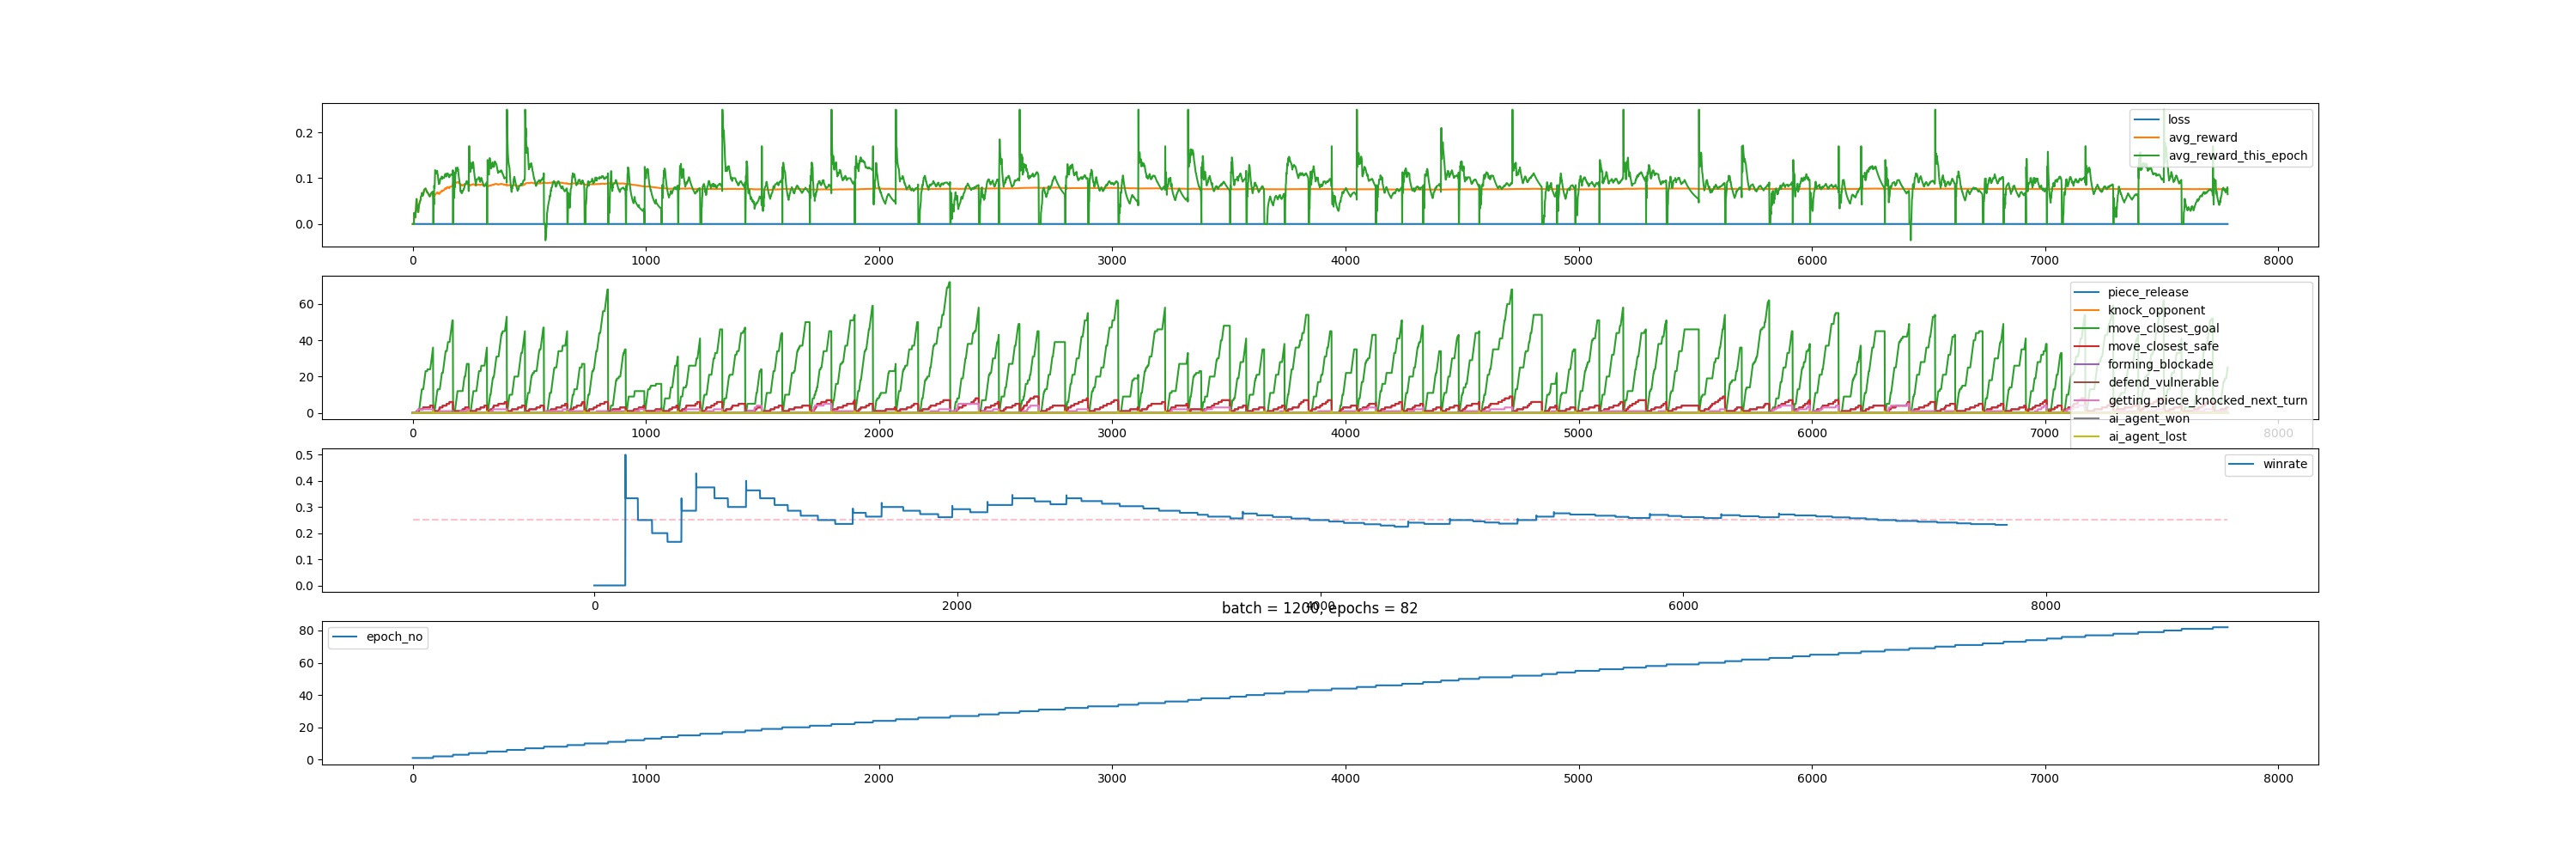 0.2
0.1
0.0
loss
avg_reward
avg_reward_this_epoch
0 1000 2000 3000 4000 5000 6000 7000 8000
60
40
20
0
piece_release
knock_opponent
move_closest_goal
move_closest_safe
forming_blockade
defend_vulnerable
getting_piece_knocked_next_turn
ai_agent_won
ai_agent_lost
0 1000 2000 3000 4000 5000 6000 7000 8000
0.5
0.4
0.3
0.2
0.1
0.0
winrate
0 2000 4000 6000 8000
batch = 1200, epochs = 82
80
60
40
20
0
epoch_no
0 1000 2000 3000 4000 5000 6000 7000 8000